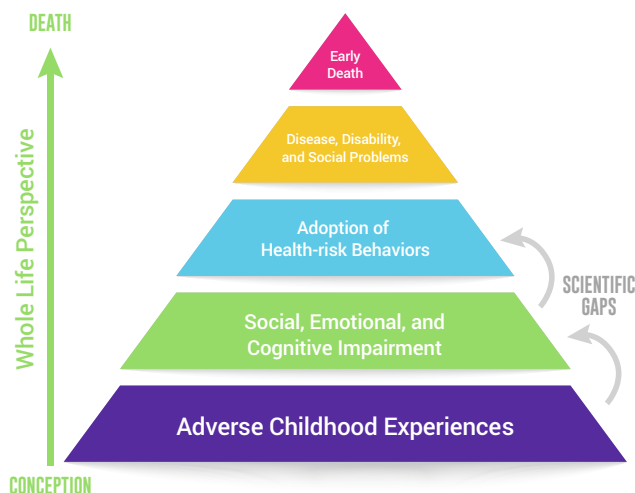 DEATH
Whole Life Perspective
CONCEPTION
Early
Death
Disease, Disability,
and Social Problems
Adoption of
Health-risk Behaviors
Social, Emotional, and
Cognitive Impairment
Adverse Childhood Experiences
SCIENTIFIC
GAPS